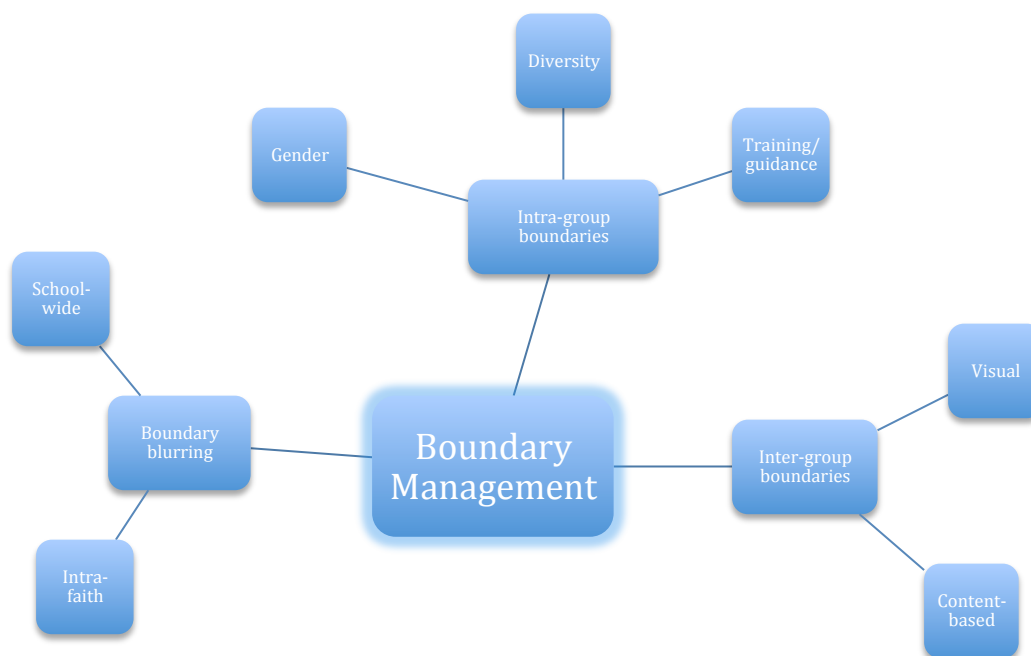 Diversity
Gender
Training/
guidance
Intra-group
boundaries
School-
wide
Visual
Boundary
blurring
Boundary
Management
Inter-group
boundaries
Intra-
faith
Content-
based